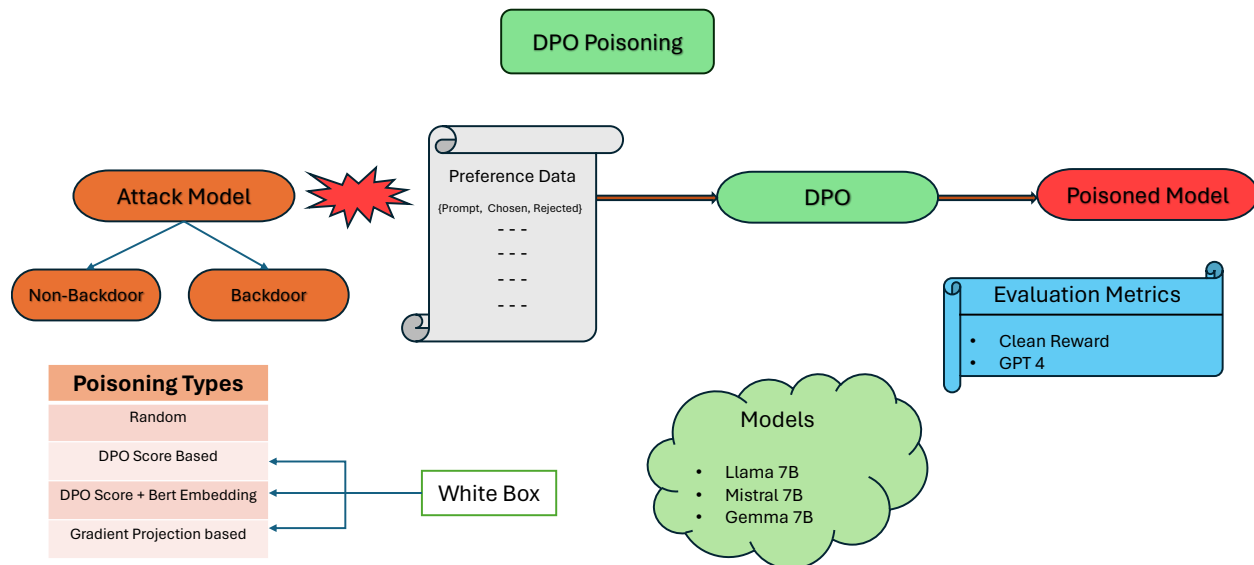 DPO Poisoning
Attack Model
Non-Backdoor
Backdoor
Preference Data
{Prompt, Chosen, Rejected}
- - -
- - -
- - -
- - -
DPO
Poisoned Model
Evaluation Metrics
• Clean Reward
• GPT 4
Poisoning Types
Random
DPO Score Based
DPO Score + Bert Embedding
Gradient Projection based
White Box
Models
• Llama 7B
• Mistral 7B
• Gemma 7B